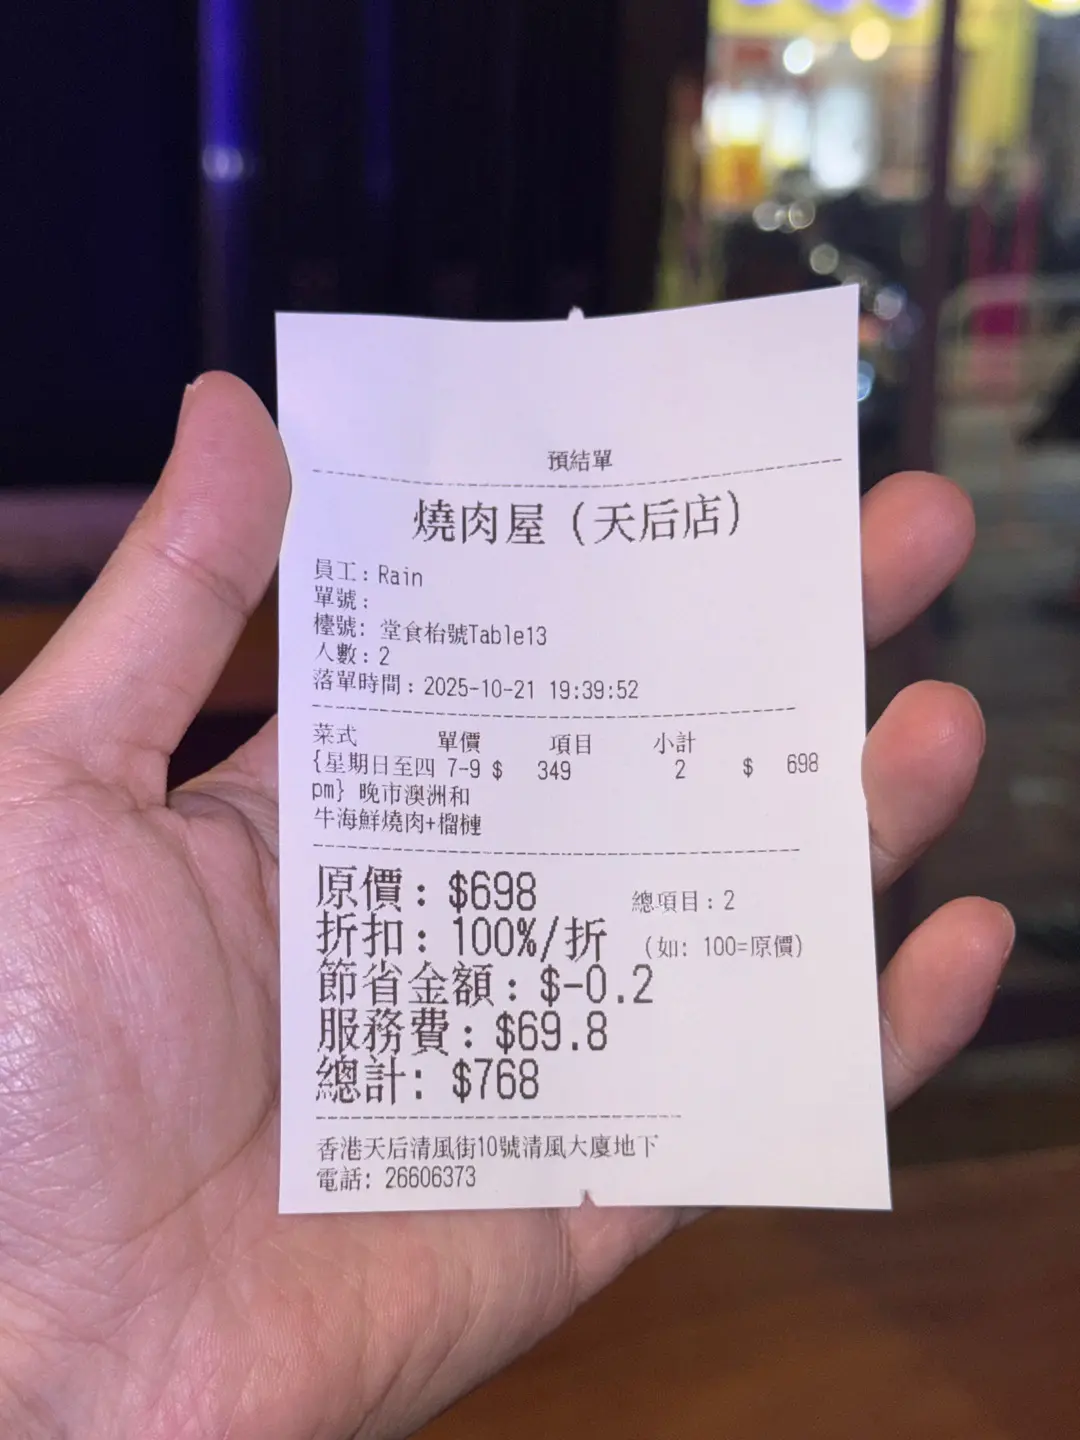 預結單
燒肉屋（天后店）
員工：Rain
單號：
檯號： 堂食枱號Table13
人數：2
落單時間：2025-10-21 19:39:52
菜式 單價 項目 小計
{星期日至四 7-9 $ 349 2 $ 698
pm} 晚市澳洲和
牛海鮮燒肉+榴槤
原價：$698 總項目：2
折扣：100%/折 （如: 100=原價）
節省金額：$-0.2
服務費：$69.8
總計: $768
香港天后清風街10號清風大廈地下
電話: 26606373